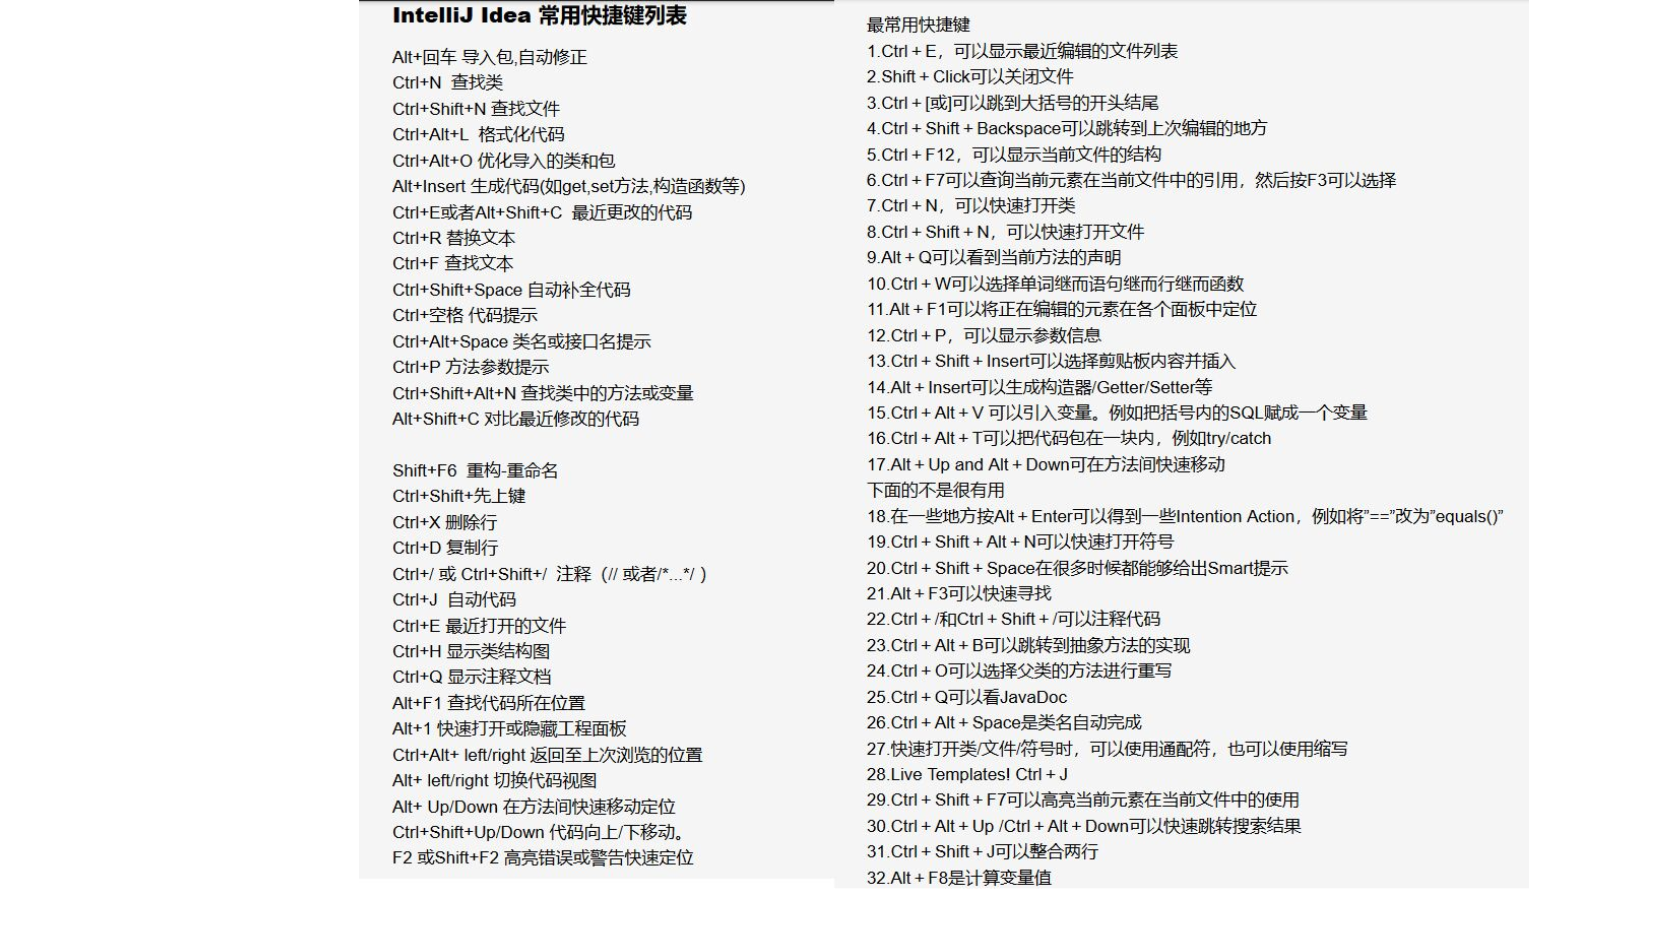 IntelliJ Idea 常用快捷键列表
Alt+回车 导入包,自动修正
Ctrl+N  查找类
Ctrl+Shift+N 查找文件
Ctrl+Alt+L  格式化代码
Ctrl+Alt+O 优化导入的类和包
Alt+Insert 生成代码(如get,set方法,构造函数等)
Ctrl+E或者Alt+Shift+C  最近更改的代码
Ctrl+R 替换文本
Ctrl+F 查找文本
Ctrl+Shift+Space 自动补全代码
Ctrl+空格 代码提示
Ctrl+Alt+Space 类名或接口名提示
Ctrl+P 方法参数提示
Ctrl+Shift+Alt+N 查找类中的方法或变量
Alt+Shift+C 对比最近修改的代码
Shift+F6  重构-重命名
Ctrl+Shift+先上键
Ctrl+X 删除行
Ctrl+D 复制行
Ctrl+/ 或 Ctrl+Shift+/  注释（// 或者/*...*/ ）
Ctrl+J  自动代码
Ctrl+E 最近打开的文件
Ctrl+H 显示类结构图
Ctrl+Q 显示注释文档
Alt+F1 查找代码所在位置
Alt+1 快速打开或隐藏工程面板
Ctrl+Alt+ left/right 返回至上次浏览的位置
Alt+ left/right 切换代码视图
Alt+ Up/Down 在方法间快速移动定位
Ctrl+Shift+Up/Down 代码向上/下移动。
F2 或Shift+F2 高亮错误或警告快速定位
最常用快捷键
1.Ctrl＋E，可以显示最近编辑的文件列表
2.Shift＋Click可以关闭文件
3.Ctrl＋[或]可以跳到大括号的开头结尾
4.Ctrl＋Shift＋Backspace可以跳转到上次编辑的地方
5.Ctrl＋F12，可以显示当前文件的结构
6.Ctrl＋F7可以查询当前元素在当前文件中的引用，然后按F3可以选择
7.Ctrl＋N，可以快速打开类
8.Ctrl＋Shift＋N，可以快速打开文件
9.Alt＋Q可以看到当前方法的声明
10.Ctrl＋W可以选择单词继而语句继而行继而函数
11.Alt＋F1可以将正在编辑的元素在各个面板中定位
12.Ctrl＋P，可以显示参数信息
13.Ctrl＋Shift＋Insert可以选择剪贴板内容并插入
14.Alt＋Insert可以生成构造器/Getter/Setter等
15.Ctrl＋Alt＋V 可以引入变量。例如把括号内的SQL赋成一个变量
16.Ctrl＋Alt＋T可以把代码包在一块内，例如try/catch
17.Alt＋Up and Alt＋Down可在方法间快速移动
下面的不是很有用
18.在一些地方按Alt＋Enter可以得到一些Intention Action，例如将”==”改为”equals()”
19.Ctrl＋Shift＋Alt＋N可以快速打开符号
20.Ctrl＋Shift＋Space在很多时候都能够给出Smart提示
21.Alt＋F3可以快速寻找
22.Ctrl＋/和Ctrl＋Shift＋/可以注释代码
23.Ctrl＋Alt＋B可以跳转到抽象方法的实现
24.Ctrl＋O可以选择父类的方法进行重写
25.Ctrl＋Q可以看JavaDoc
26.Ctrl＋Alt＋Space是类名自动完成
27.快速打开类/文件/符号时，可以使用通配符，也可以使用缩写
28.Live Templates! Ctrl＋J
29.Ctrl＋Shift＋F7可以高亮当前元素在当前文件中的使用
30.Ctrl＋Alt＋Up /Ctrl＋Alt＋Down可以快速跳转搜索结果
31.Ctrl＋Shift＋J可以整合两行
32.Alt＋F8是计算变量值